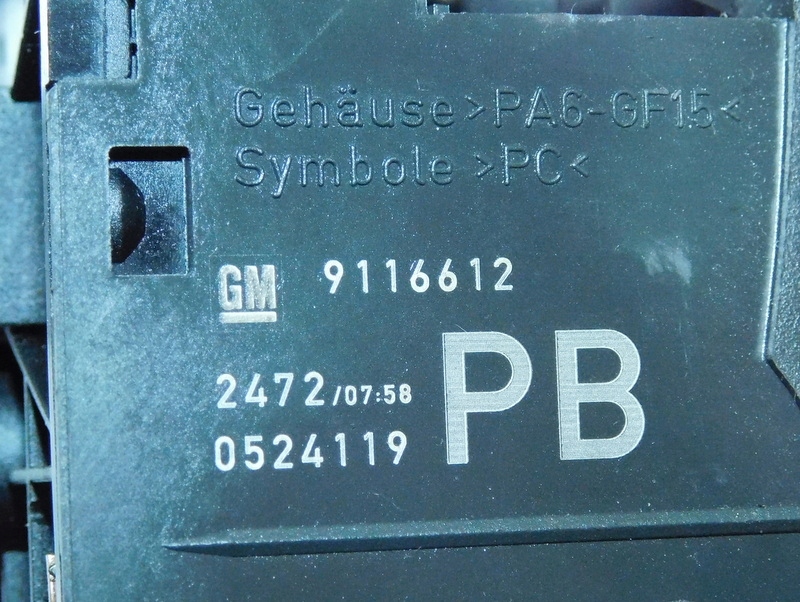 Gehäuse >PA6-GF15<
Symbole >PC<
GM 9116612
2472/07:58
0524119
PB